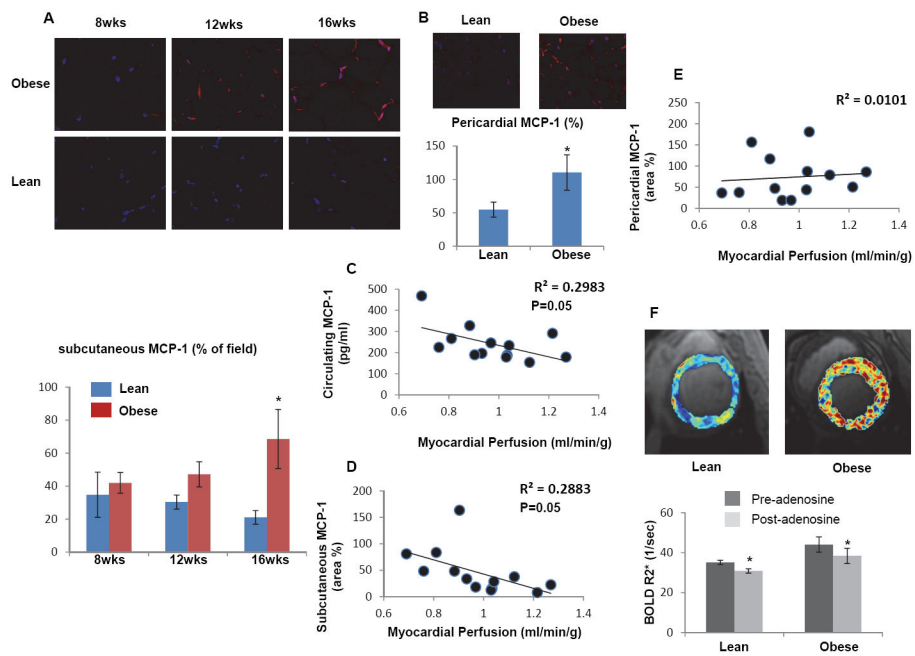 A
8wks
12wks
16wks
Obese
Lean
subcutaneous MCP-1 (% of field)
Lean
Obese
100
80
60
40
20
0
*
8wks
12wks
16wks
B
Lean
Obese
Pericardial MCP-1 (%)
150
100
50
0
*
Lean
Obese
C
R² = 0.2983
P=0.05
Circulating MCP-1
(pg/ml)
500
400
300
200
100
0
0.6
0.8
1
1.2
1.4
Myocardial Perfusion (ml/min/g)
D
R² = 0.2883
P=0.05
Subcutaneous MCP-1
(area %)
200
150
100
50
0
0.6
0.8
1
1.2
1.4
Myocardial Perfusion (ml/min/g)
E
R² = 0.0101
Pericardial MCP-1
(area %)
250
200
150
100
50
0
0.6
0.8
1
1.2
1.4
Myocardial Perfusion (ml/min/g)
F
Lean
Obese
Pre-adenosine
Post-adenosine
BOLD R2* (1/sec)
60
40
20
0
*
*
Lean
Obese